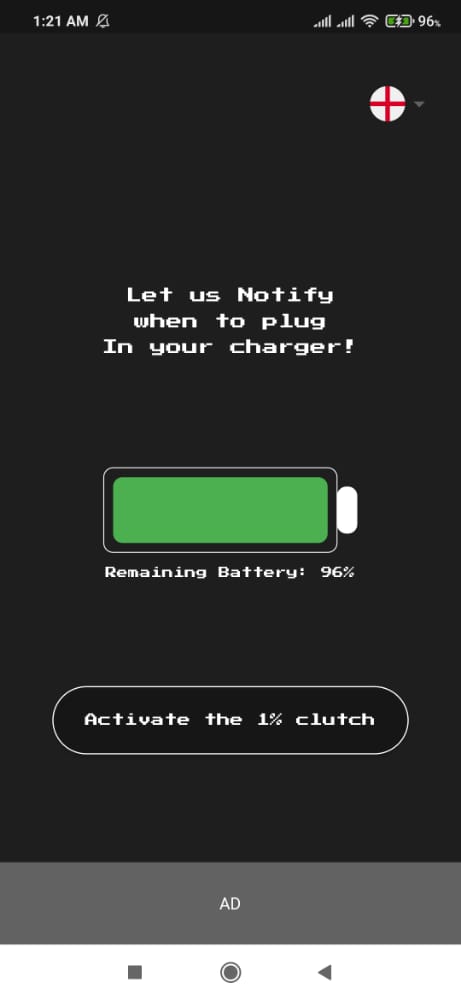 1:21 AM
96%
Let us Notify
when to plug
In your charger!
Remaining Battery: 96%
Activate the 1% clutch
AD